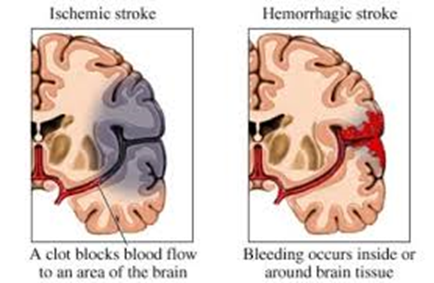 Ischemic stroke
Hemorrhagic stroke
A clot blocks blood flow
to an area of the brain
Bleeding occurs inside or
around brain tissue